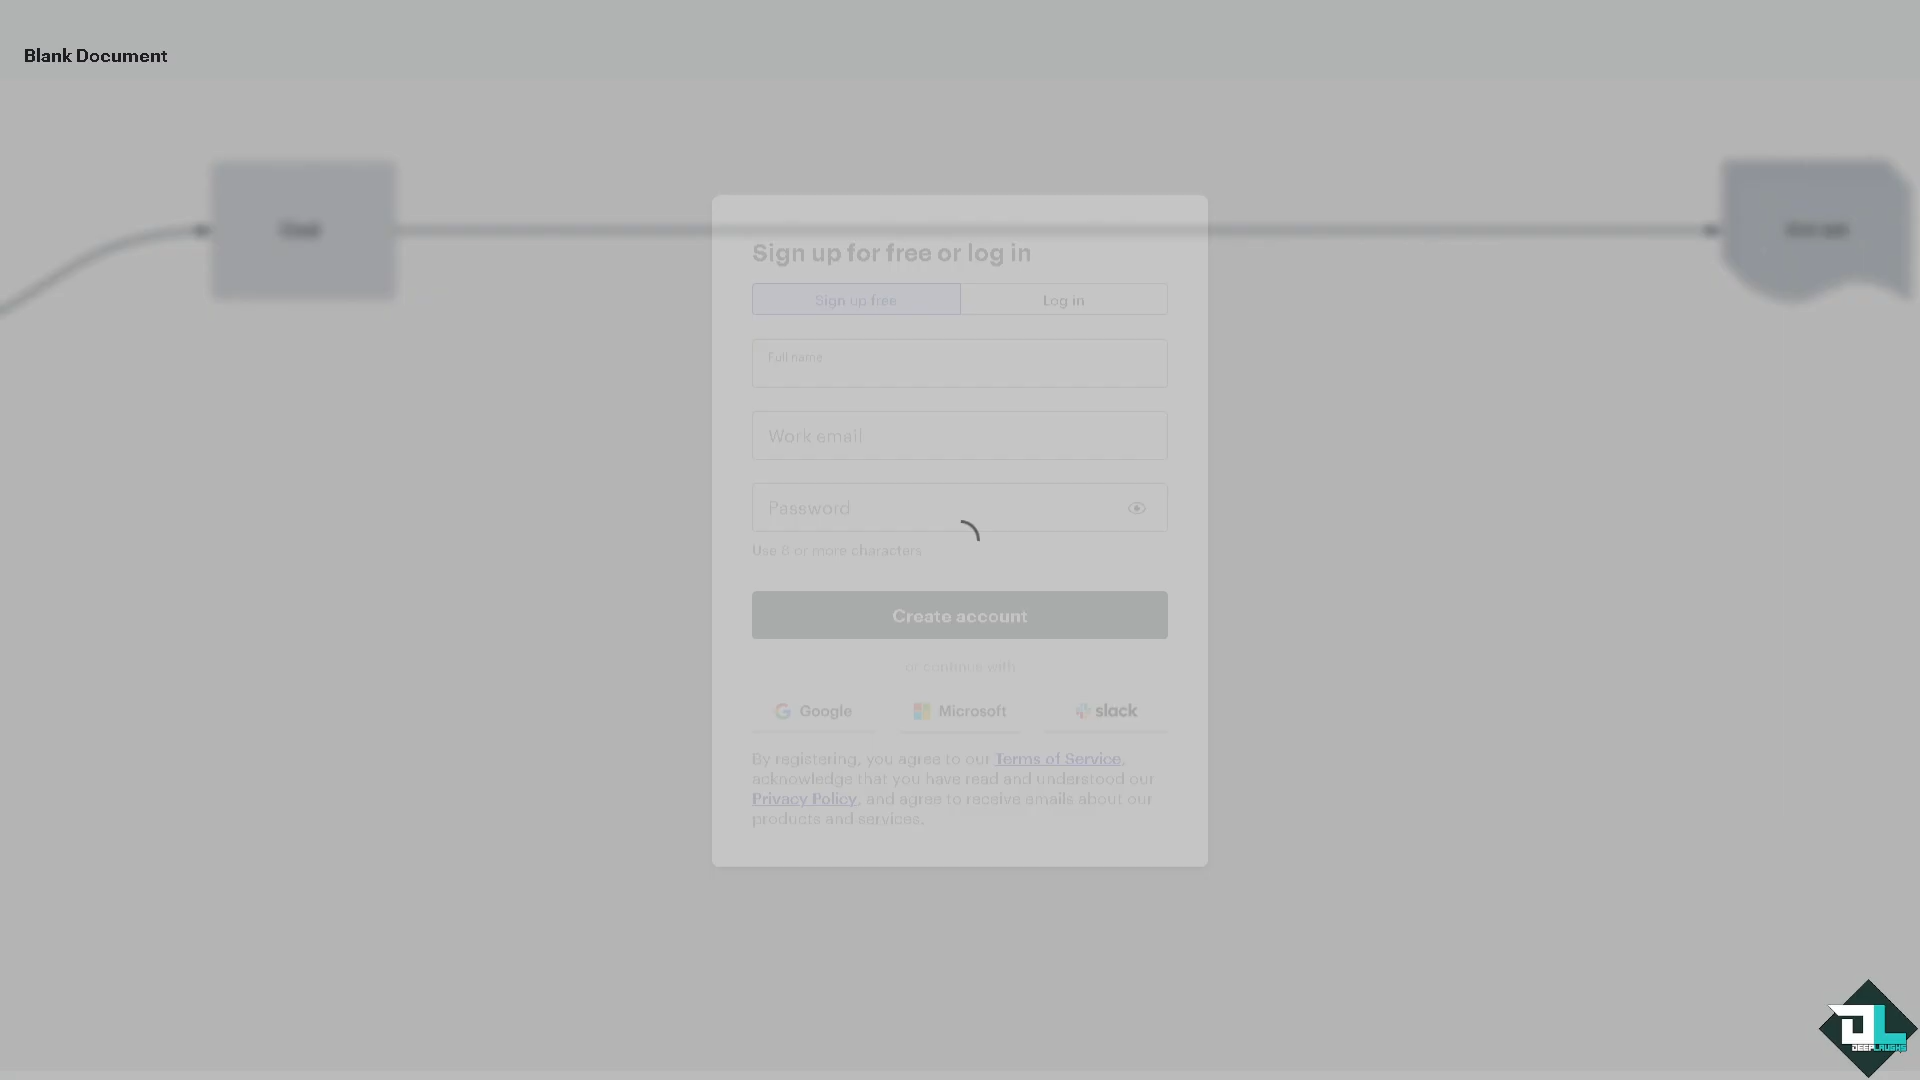 Blank Document
Sign up for free or log in
Sign up free
Log in
Full name
Work email
Password
Use 8 or more characters
Create account
or continue with
Google
Microsoft
slack
By registering, you agree to our Terms of Service,
acknowledge that you have read and understood our
Privacy Policy, and agree to receive emails about our
products and services.
DL
DEEPLAUGHS